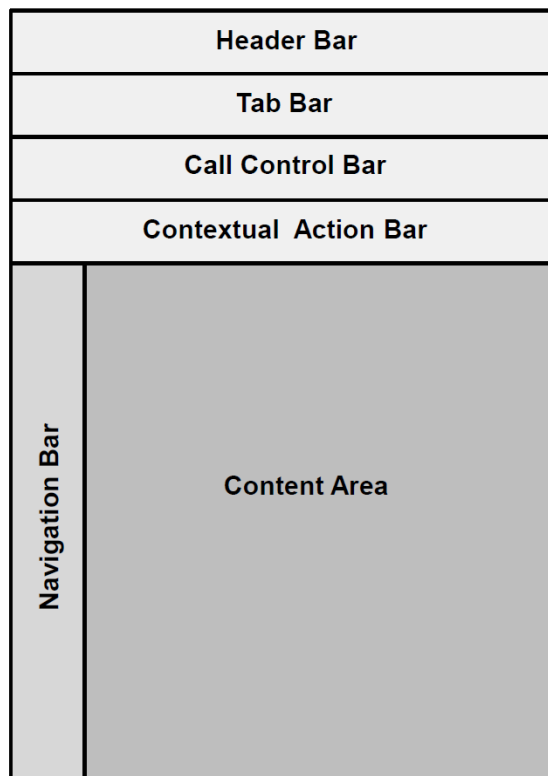 Header Bar
Tab Bar
Call Control Bar
Contextual  Action Bar
Navigation Bar
Content Area